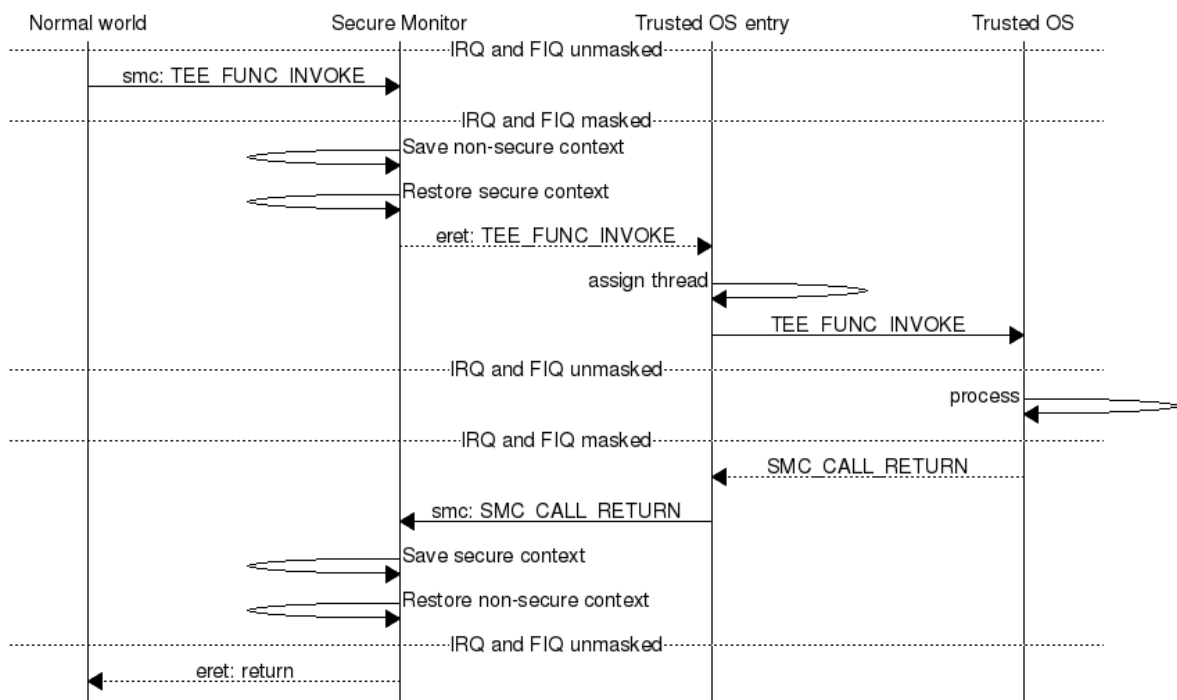 Normal world
Secure Monitor
Trusted OS entry
Trusted OS
IRQ and FIQ unmasked
smc: TEE_FUNC_INVOKE
IRQ and FIQ masked
Save non-secure context
Restore secure context
eret: TEE_FUNC_INVOKE
assign thread
TEE_FUNC_INVOKE
IRQ and FIQ unmasked
process
IRQ and FIQ masked
SMC_CALL_RETURN
smc: SMC_CALL_RETURN
Save secure context
Restore non-secure context
IRQ and FIQ unmasked
eret: return